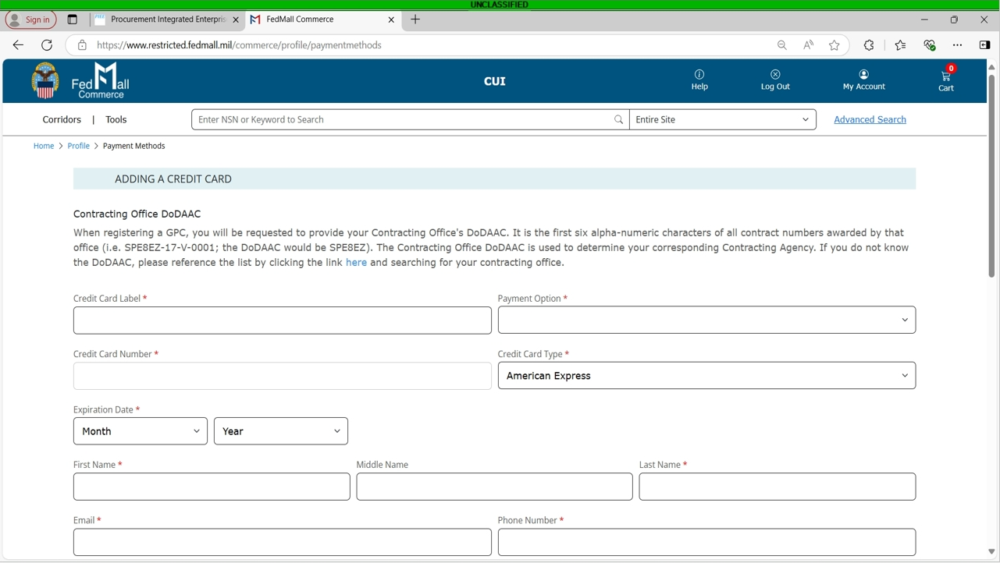 UNCLASSIFIED
Sign in
Procurement Integrated Enterpris
FedMall Commerce
https://www.restricted.fedmall.mil/commerce/profile/paymentmethods
FedMall
Commerce
CUI
Help
Log Out
My Account
0
Cart
Corridors | Tools
Enter NSN or Keyword to Search
Entire Site
Advanced Search
Home > Profile > Payment Methods
ADDING A CREDIT CARD
Contracting Office DoDAAC
When registering a GPC, you will be requested to provide your Contracting Office's DoDAAC. It is the first six alpha-numeric characters of all contract numbers awarded by that
office (i.e. SPE8EZ-17-V-0001; the DoDAAC would be SPE8EZ). The Contracting Office DoDAAC is used to determine your corresponding Contracting Agency. If you do not know
the DoDAAC, please reference the list by clicking the link here and searching for your contracting office.
Credit Card Label *
Payment Option *
Credit Card Number *
Credit Card Type *
American Express
Expiration Date *
Month
Year
First Name *
Middle Name
Last Name *
Email *
Phone Number *